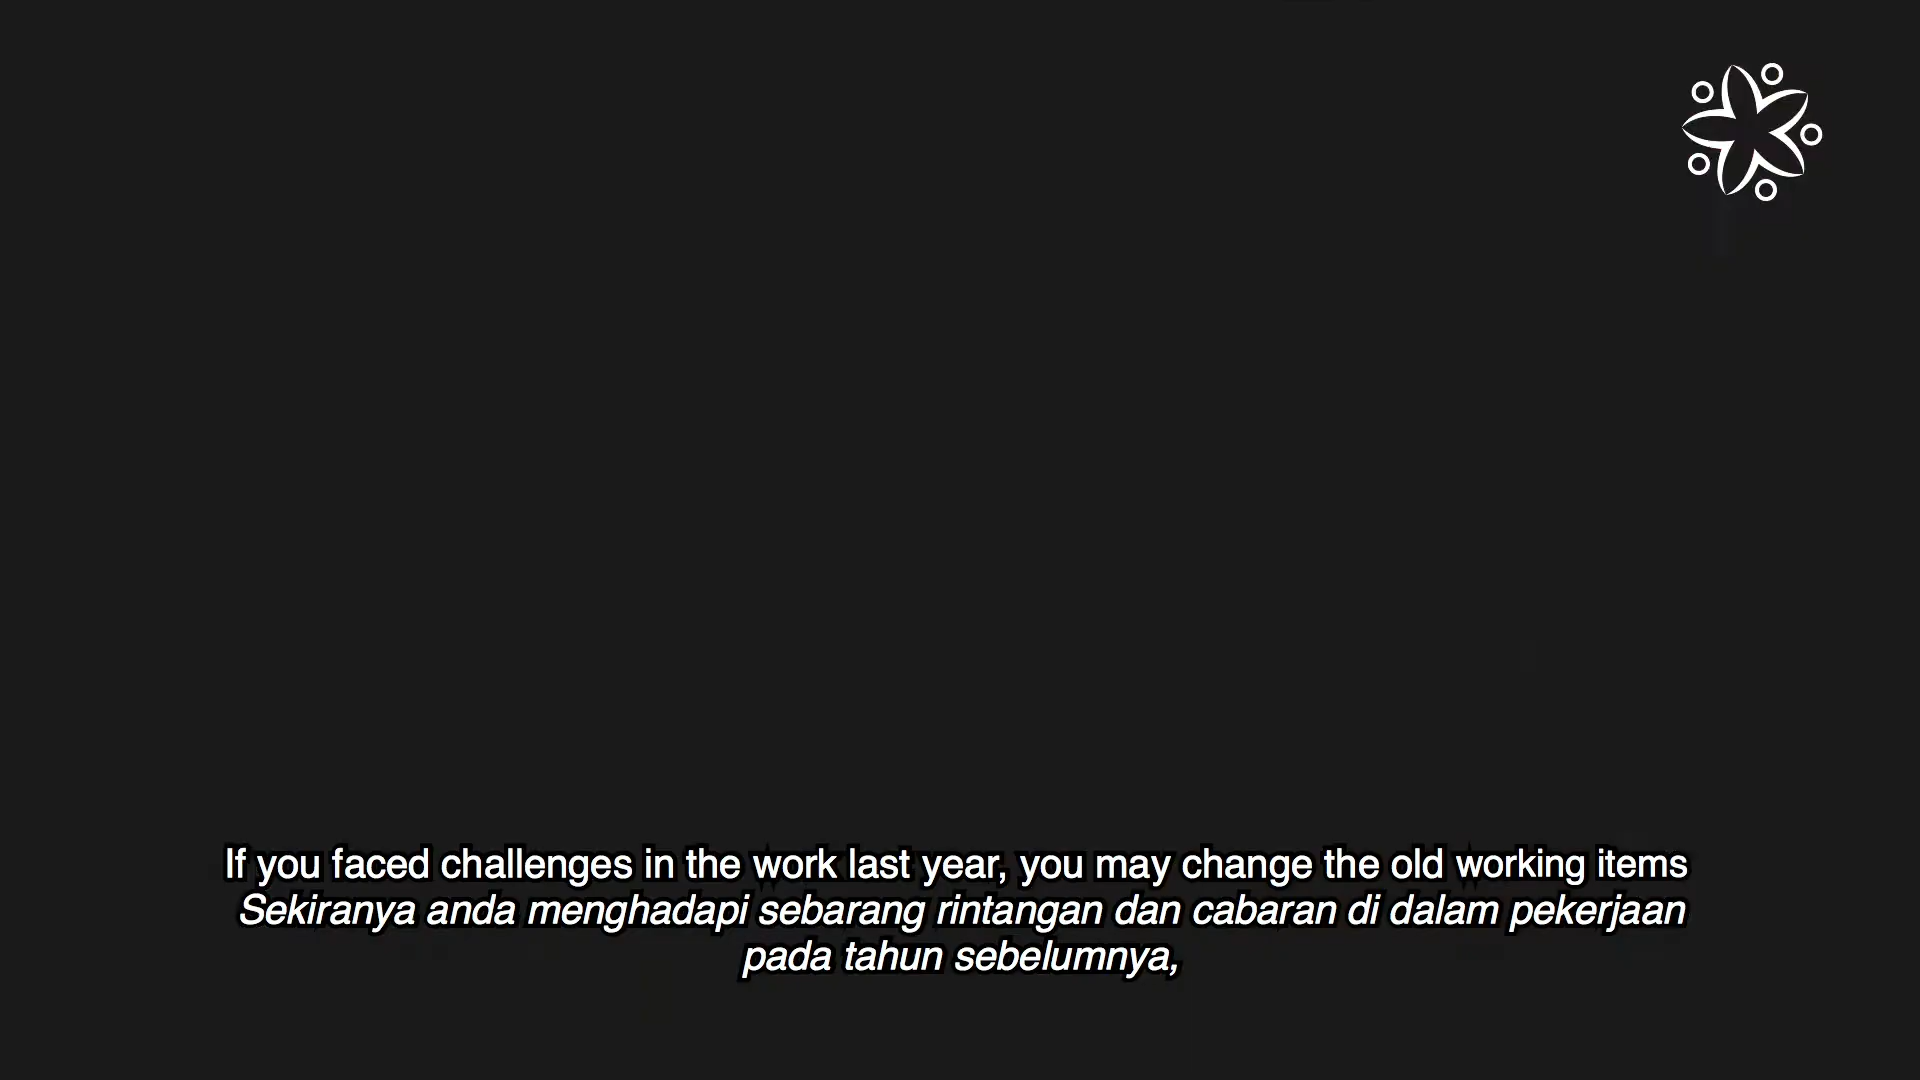 If you faced challenges in the work last year, you may change the old working items
Sekiranya anda menghadapi sebarang rintangan dan cabaran di dalam pekerjaan
pada tahun sebelumnya,